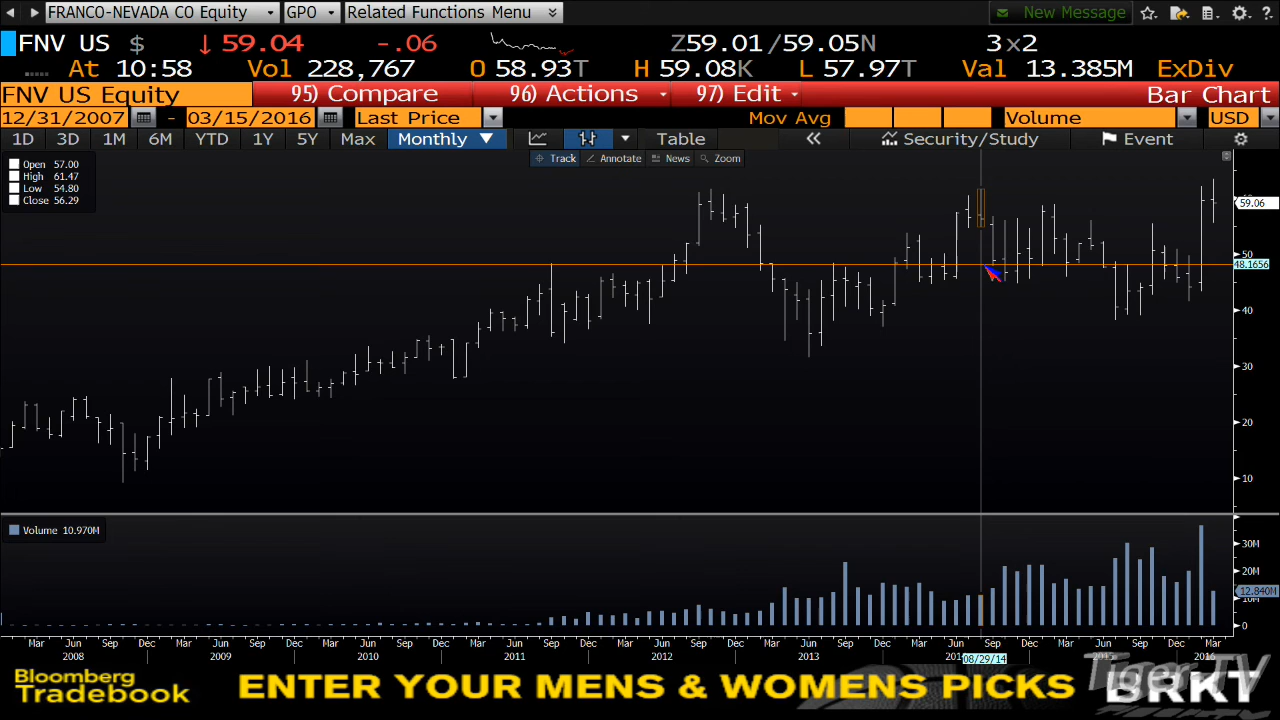 FRANCO-NEVADA CO Equity GPO Related Functions Menu New Message
FNV US $ ↓ 59.04 -.06 Z59.01/59.05N 3x2
At 10:58 Vol 228,767 O 58.93T H 59.08K L 57.97T Val 13.385M ExDiv
FNV US Equity 95) Compare 96) Actions 97) Edit Bar Chart
12/31/2007 - 03/15/2016 Last Price Mov Avg Volume USD
1D 3D 1M 6M YTD 1Y 5Y Max Monthly ▼ Table « Security/Study Event
Track Annotate News Zoom
Open 57.00
High 61.47
Low 54.80
Close 56.29
59.06
50
48.1656
40
30
20
10
Volume 10.970M
30M
20M
12.840M
10M
0
Mar Jun Sep Dec Mar Jun Sep Dec Mar Jun Sep Dec Mar Jun Sep Dec Mar Jun Sep Dec Mar Jun Sep Dec Mar Jun Sep Dec Mar Jun Sep Dec Mar
2008 2009 2010 2011 2012 2013 08/29/14 2015 2016
Bloomberg
Tradebook
ENTER YOUR MENS & WOMENS PICKS
Tiger TV
BRKT